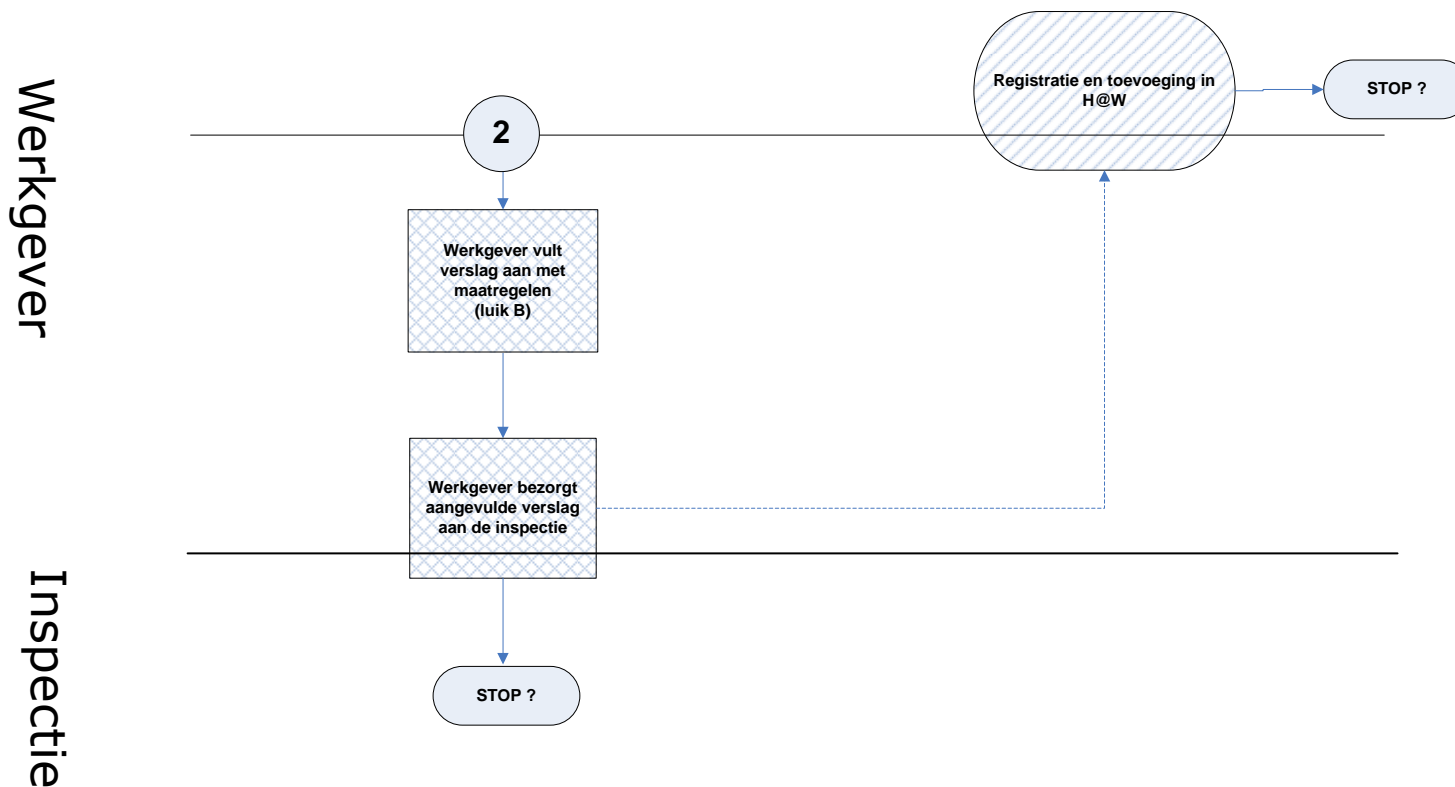 Werkgever
Registratie en toevoeging in
H@W
STOP ?
2
Werkgever vult
verslag aan met
maatregelen
(luik B)
Werkgever bezorgt
aangevulde verslag
aan de inspectie
Inspectie
STOP ?